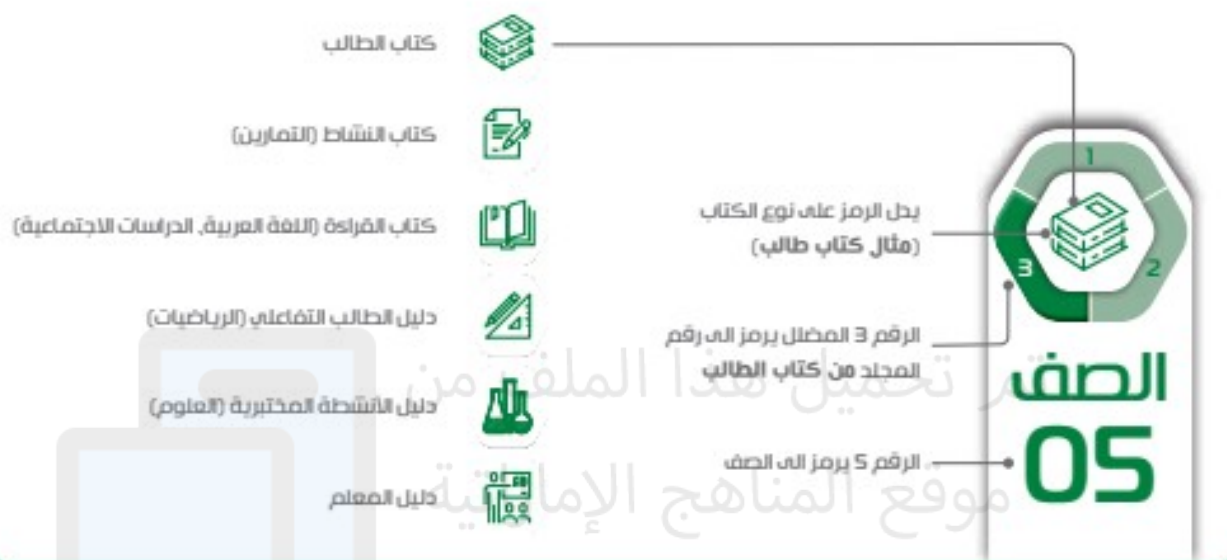 1
2
3
الصف
05
يدل الرمز على نوع الكتاب
(مثال كتاب طالب)
الرقم 3 المضلل يرمز الى رقم
المجلد من كتاب الطالب
الرقم 5 يرمز الى الصف
كتاب الطالب
كتاب النشاط (التمارين)
كتاب القراءة (اللغة العربية, الدراسات الاجتماعية)
دليل الطالب التفاعلي (الرياضيات)
دليل الأنشطة المختبرية (العلوم)
دليل المعلم
تم تحميل هذا الملف من
موقع المناهج الإماراتية